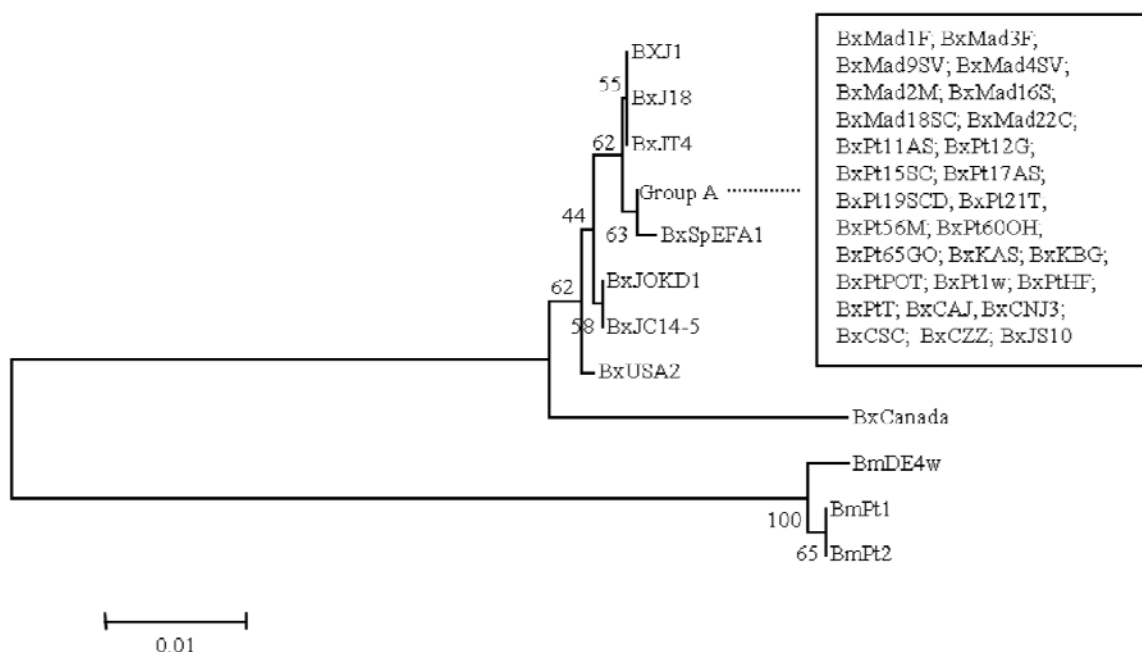 BXJ1
55
BxJ18
BxJT4
62
Group A
63
BxSpEFA1
44
BxJOKD1
62
58
BxJC14-5
BxUSA2
BxCanada
BmDE4w
BmPt1
100
65
BmPt2
0.01
BxMad1F; BxMad3F;
BxMad9SV; BxMad4SV;
BxMad2M; BxMad16S;
BxMad18SC; BxMad22C;
BxPt11AS; BxPt12G;
BxPt15SC; BxPt17AS;
BxPt19SCD, BxPt21T,
BxPt56M; BxPt60OH;
BxPt65GO; BxKAS; BxKBG;
BxPtPOT; BxPt1w; BxPtHF;
BxPtT; BxCAJ, BxCNJ3;
BxCSC; BxCZZ; BxJS10